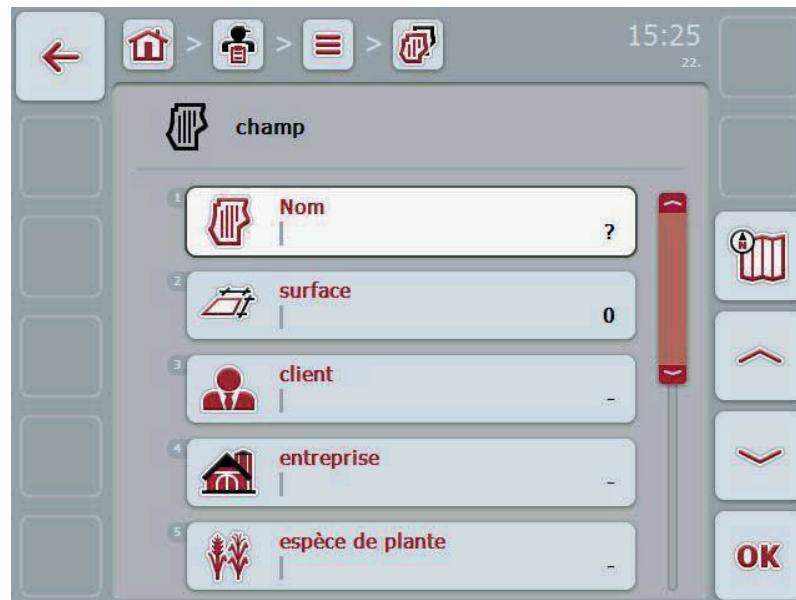 15:25
22.
champ
1
Nom
?
2
surface
0
3
client
-
4
entreprise
-
5
espèce de plante
-
N
OK